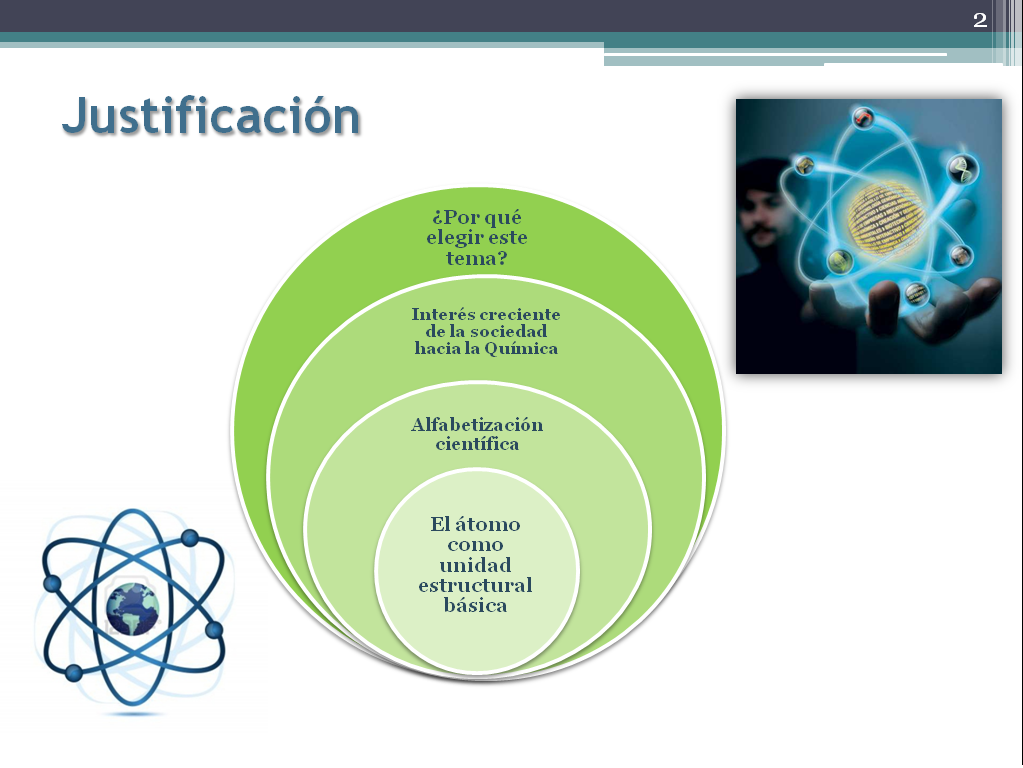 2
Justificación
¿Por qué
elegir este
tema?
Interés creciente
de la sociedad
hacia la Química
Alfabetización
científica
El átomo
como
unidad
estructural
básica